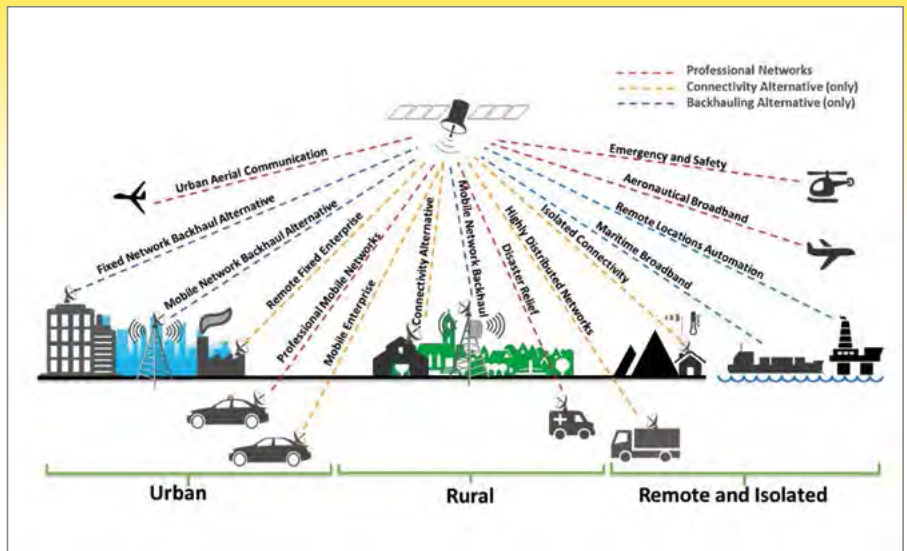 Professional Networks
Connectivity Alternative (only)
Backhauling Alternative (only)
Urban Aerial Communication
Fixed Network Backhaul Alternative
Mobile Network Backhaul Alternative
Remote Fixed Enterprise
Professional Mobile Networks
Mobile Enterprise
Connectivity Alternative
Mobile Network Backhaul
Disaster Relief
Highly Distributed Networks
Isolated Connectivity
Maritime Broadband
Remote Locations Automation
Aeronautical Broadband
Emergency and Safety
Urban
Rural
Remote and Isolated